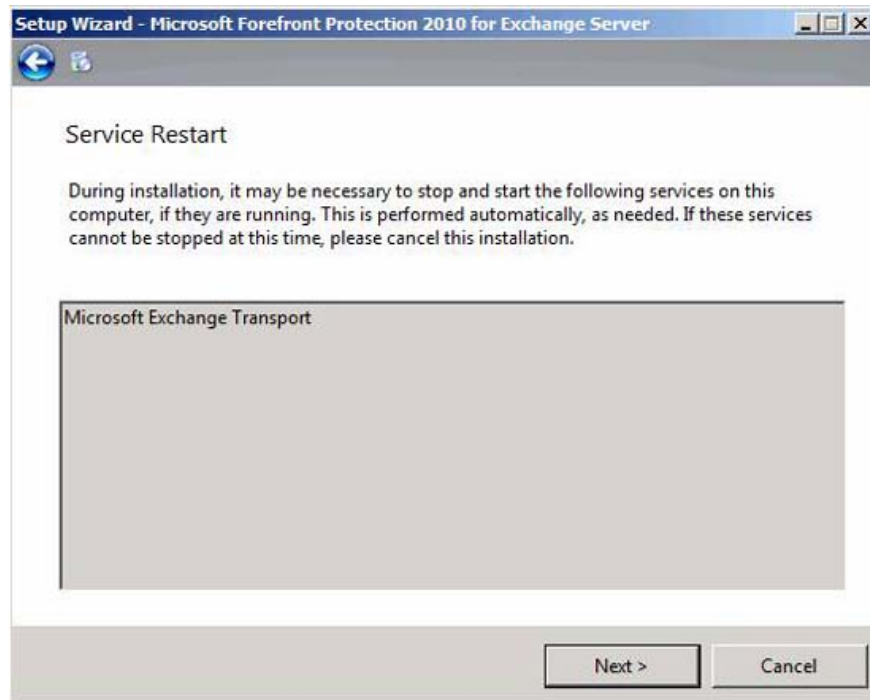 Setup Wizard - Microsoft Forefront Protection 2010 for Exchange Server
Service Restart
During installation, it may be necessary to stop and start the following services on this
computer, if they are running. This is performed automatically, as needed. If these services
cannot be stopped at this time, please cancel this installation.
Microsoft Exchange Transport
Next >
Cancel